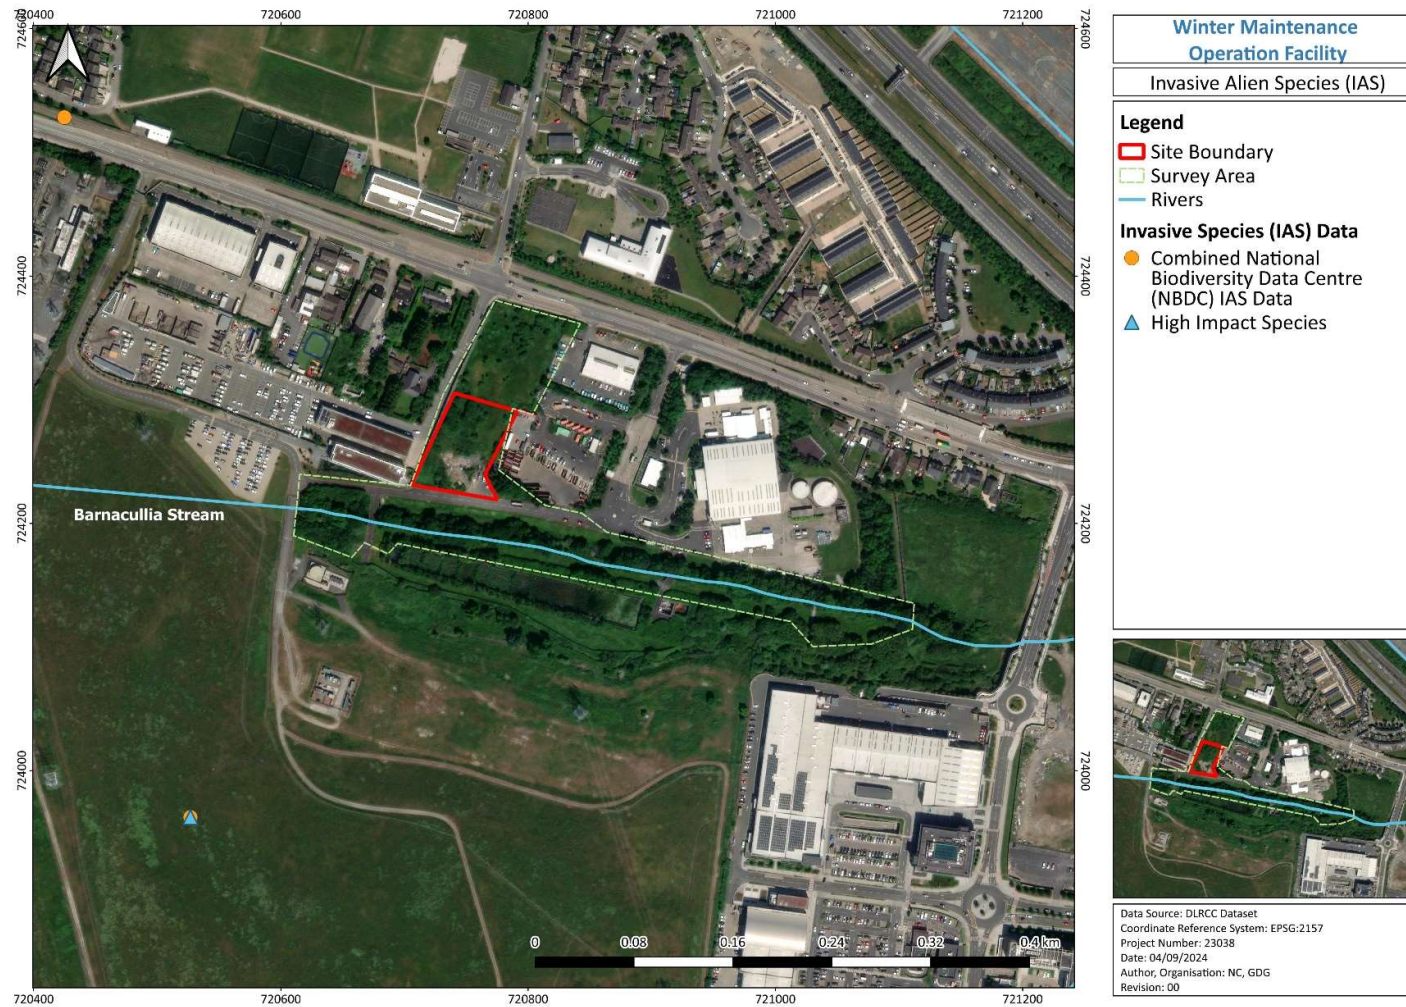 720400
720600
720800
721000
721200
724600
724600
724400
724400
724200
724200
724000
724000
Barnacullia Stream
0
0.08
0.16
0.24
0.32
0.4 km
720400
720600
720800
721000
721200
Winter Maintenance
Operation Facility
Invasive Alien Species (IAS)
Legend
Site Boundary
Survey Area
Rivers
Invasive Species (IAS) Data
Combined National
Biodiversity Data Centre
(NBDC) IAS Data
High Impact Species
Data Source: DLRCC Dataset
Coordinate Reference System: EPSG:2157
Project Number: 23038
Date: 04/09/2024
Author, Organisation: NC, GDG
Revision: 00